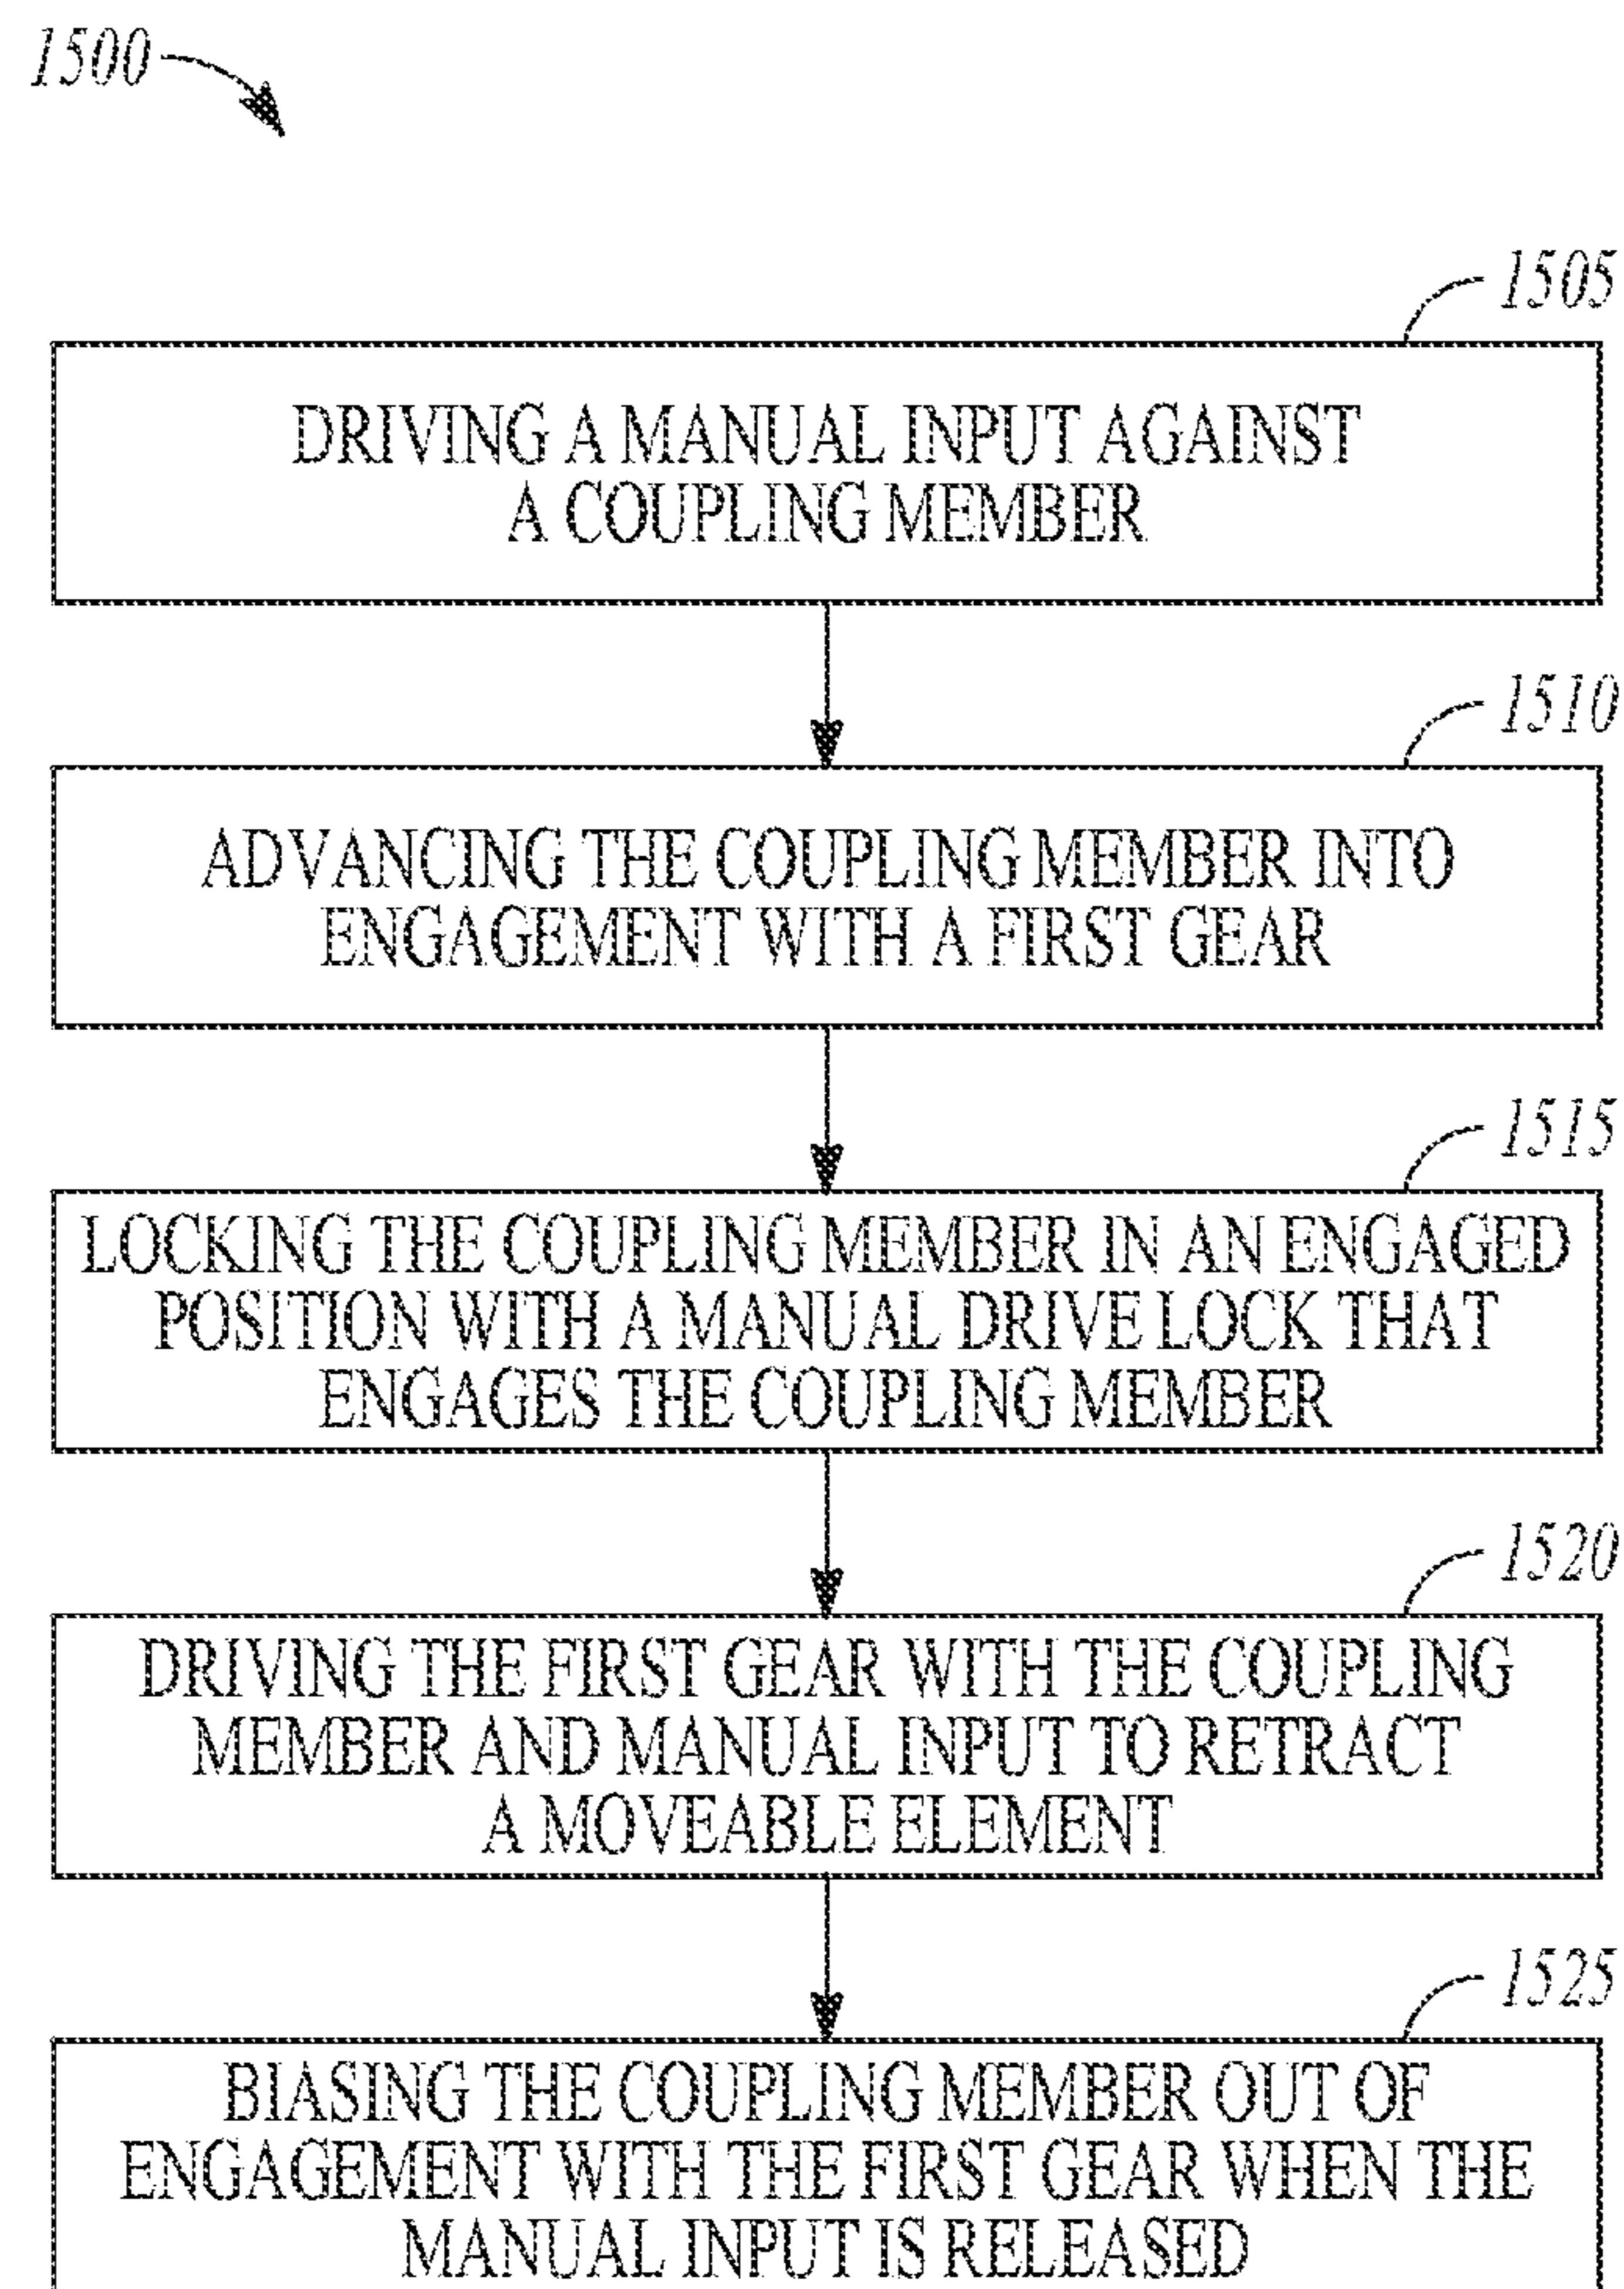 1500
1505
DRIVING A MANUAL INPUT AGAINST
A COUPLING MEMBER
1510
ADVANCING THE COUPLING MEMBER INTO
ENGAGEMENT WITH A FIRST GEAR
1515
LOCKING THE COUPLING MEMBER IN AN ENGAGED
POSITION WITH A MANUAL DRIVE LOCK THAT
ENGAGES THE COUPLING MEMBER
1520
DRIVING THE FIRST GEAR WITH THE COUPLING
MEMBER AND MANUAL INPUT TO RETRACT
A MOVEABLE ELEMENT
1525
BIASING THE COUPLING MEMBER OUT OF
ENGAGEMENT WITH THE FIRST GEAR WHEN THE
MANUAL INPUT IS RELEASED